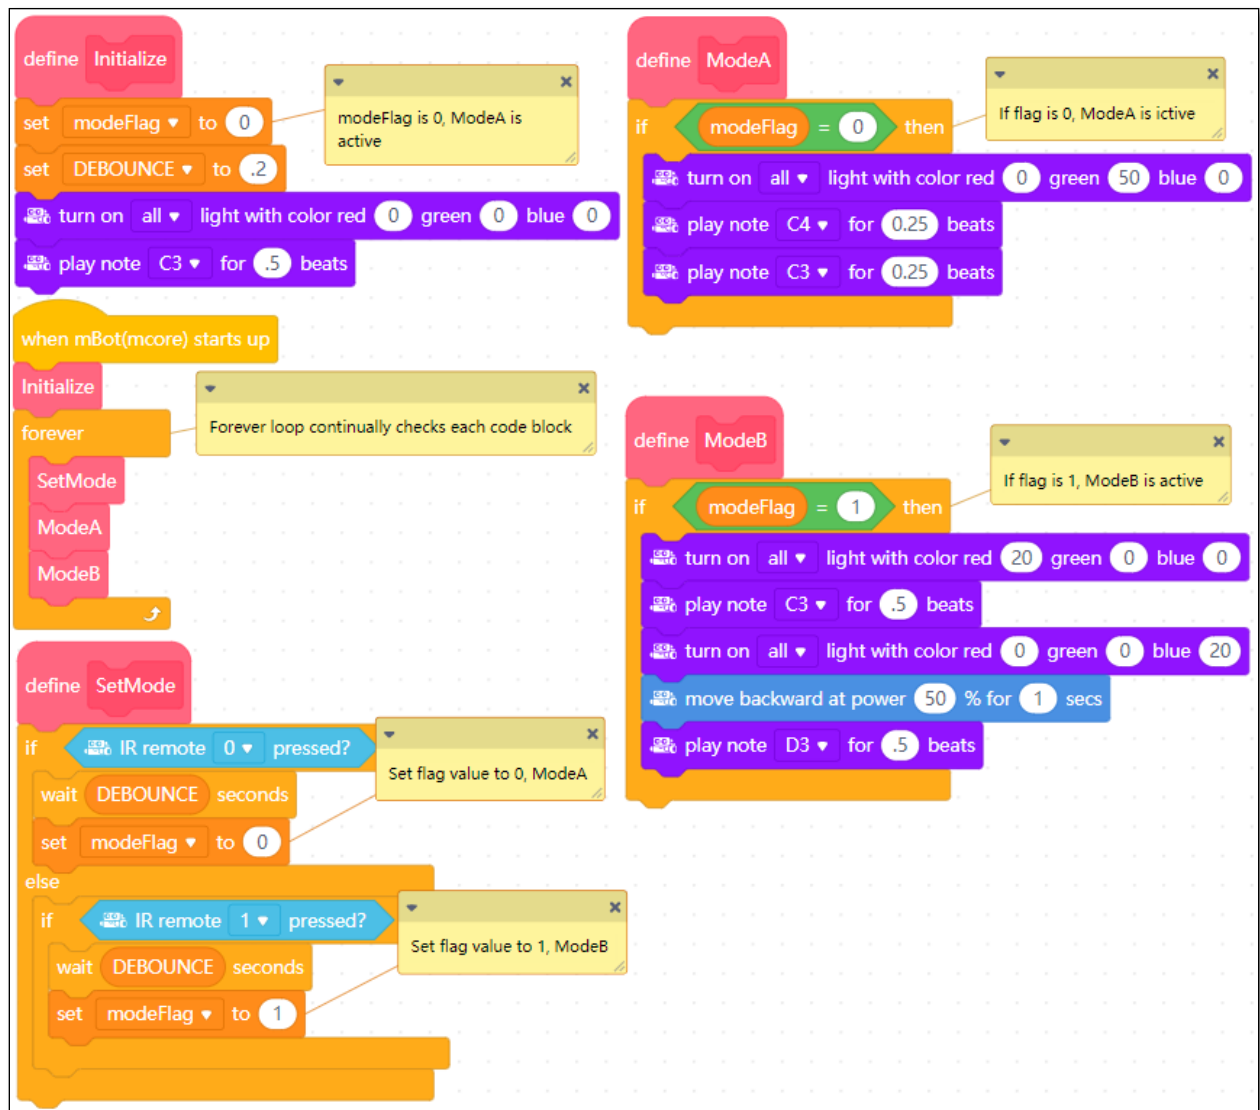 define Initialize
modeFlag is 0, ModeA is
active
set modeFlag to 0
set DEBOUNCE to .2
turn on all light with color red 0 green 0 blue 0
play note C3 for .5 beats
when mBot(mcore) starts up
Initialize
forever
Forever loop continually checks each code block
SetMode
ModeA
ModeB
define SetMode
if IR remote 0 pressed?
Set flag value to 0, ModeA
wait DEBOUNCE seconds
set modeFlag to 0
else
if IR remote 1 pressed?
Set flag value to 1, ModeB
wait DEBOUNCE seconds
set modeFlag to 1
define ModeA
If flag is 0, ModeA is ictive
if modeFlag = 0 then
turn on all light with color red 0 green 50 blue 0
play note C4 for 0.25 beats
play note C3 for 0.25 beats
define ModeB
If flag is 1, ModeB is active
if modeFlag = 1 then
turn on all light with color red 20 green 0 blue 0
play note C3 for .5 beats
turn on all light with color red 0 green 0 blue 20
move backward at power 50 % for 1 secs
play note D3 for .5 beats